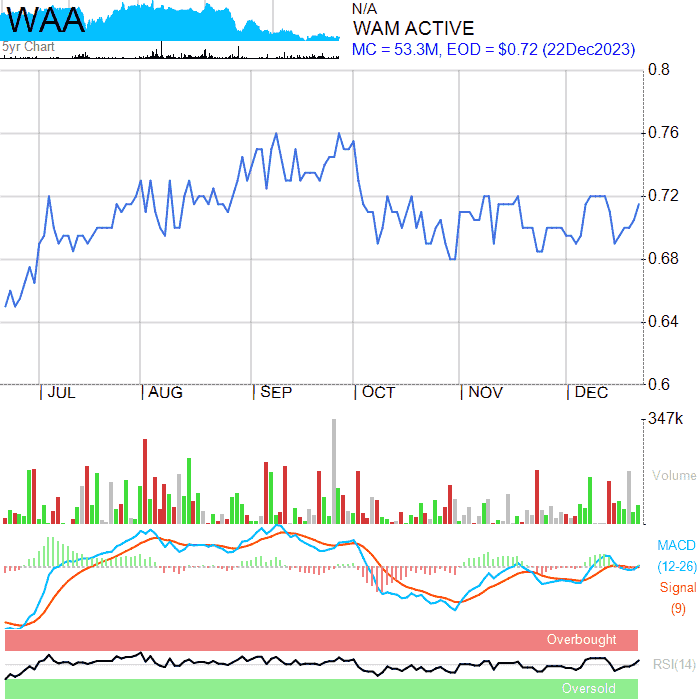 WAA
5yr Chart
N/A
WAM ACTIVE
MC = 53.3M, EOD = $0.72 (22Dec2023)
0.8
0.76
0.72
0.68
0.64
0.6
JUL AUG SEP OCT NOV DEC
347k
Volume
MACD
(12-26)
Signal
(9)
Overbought
RSI(14)
Oversold